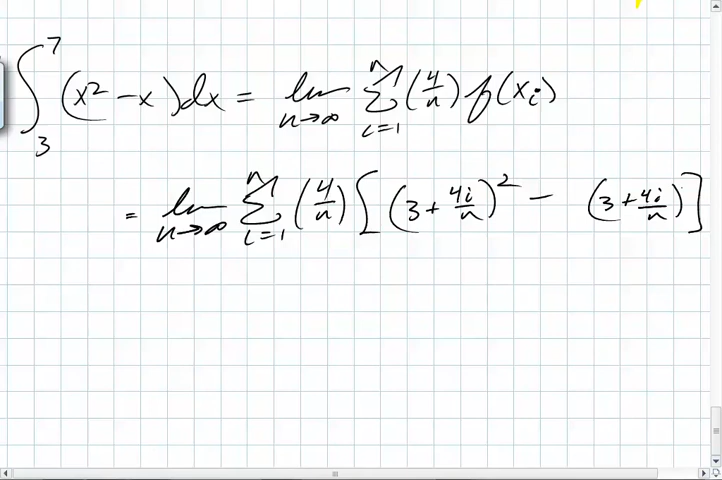 ∫₃⁷ (x² − x) dx = lim_{n→∞} Σ_{i=1}^{n} (4/n) f(xᵢ)
= lim_{n→∞} Σ_{i=1}^{n} (4/n) [ (3 + 4i/n)² − (3 + 4i/n) ]